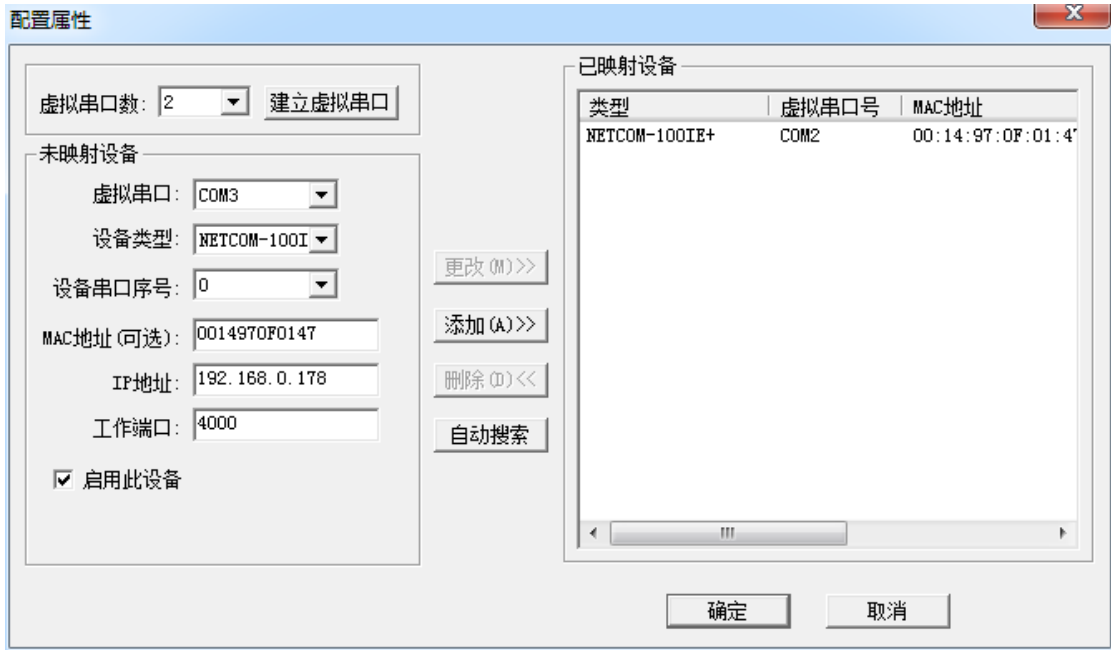 配置属性
虚拟串口数: 2 建立虚拟串口
未映射设备
虚拟串口: COM3
设备类型: NETCOM-100I
设备串口序号: 0
MAC地址(可选): 0014970F0147
IP地址: 192.168.0.178
工作端口: 4000
启用此设备
更改(M)>>
添加(A)>>
删除(D)<<
自动搜索
已映射设备
类型 虚拟串口号 MAC地址
NETCOM-100IE+ COM2 00:14:97:0F:01:47
确定 取消